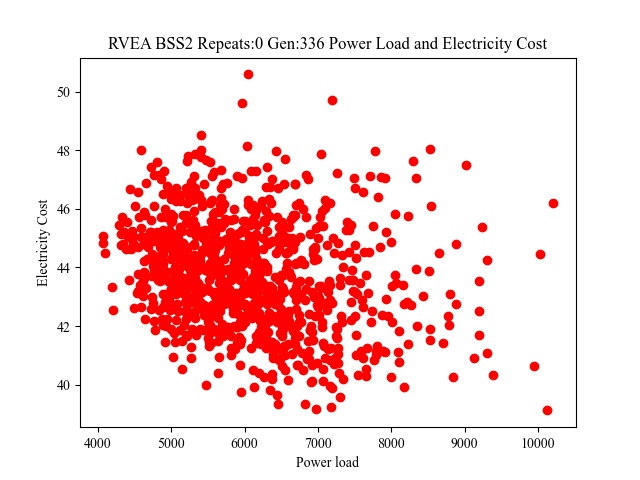 RVEA BSS2 Repeats:0 Gen:336 Power Load and Electricity Cost
50
48
46
44
42
40
Electricity Cost
4000 5000 6000 7000 8000 9000 10000
Power load